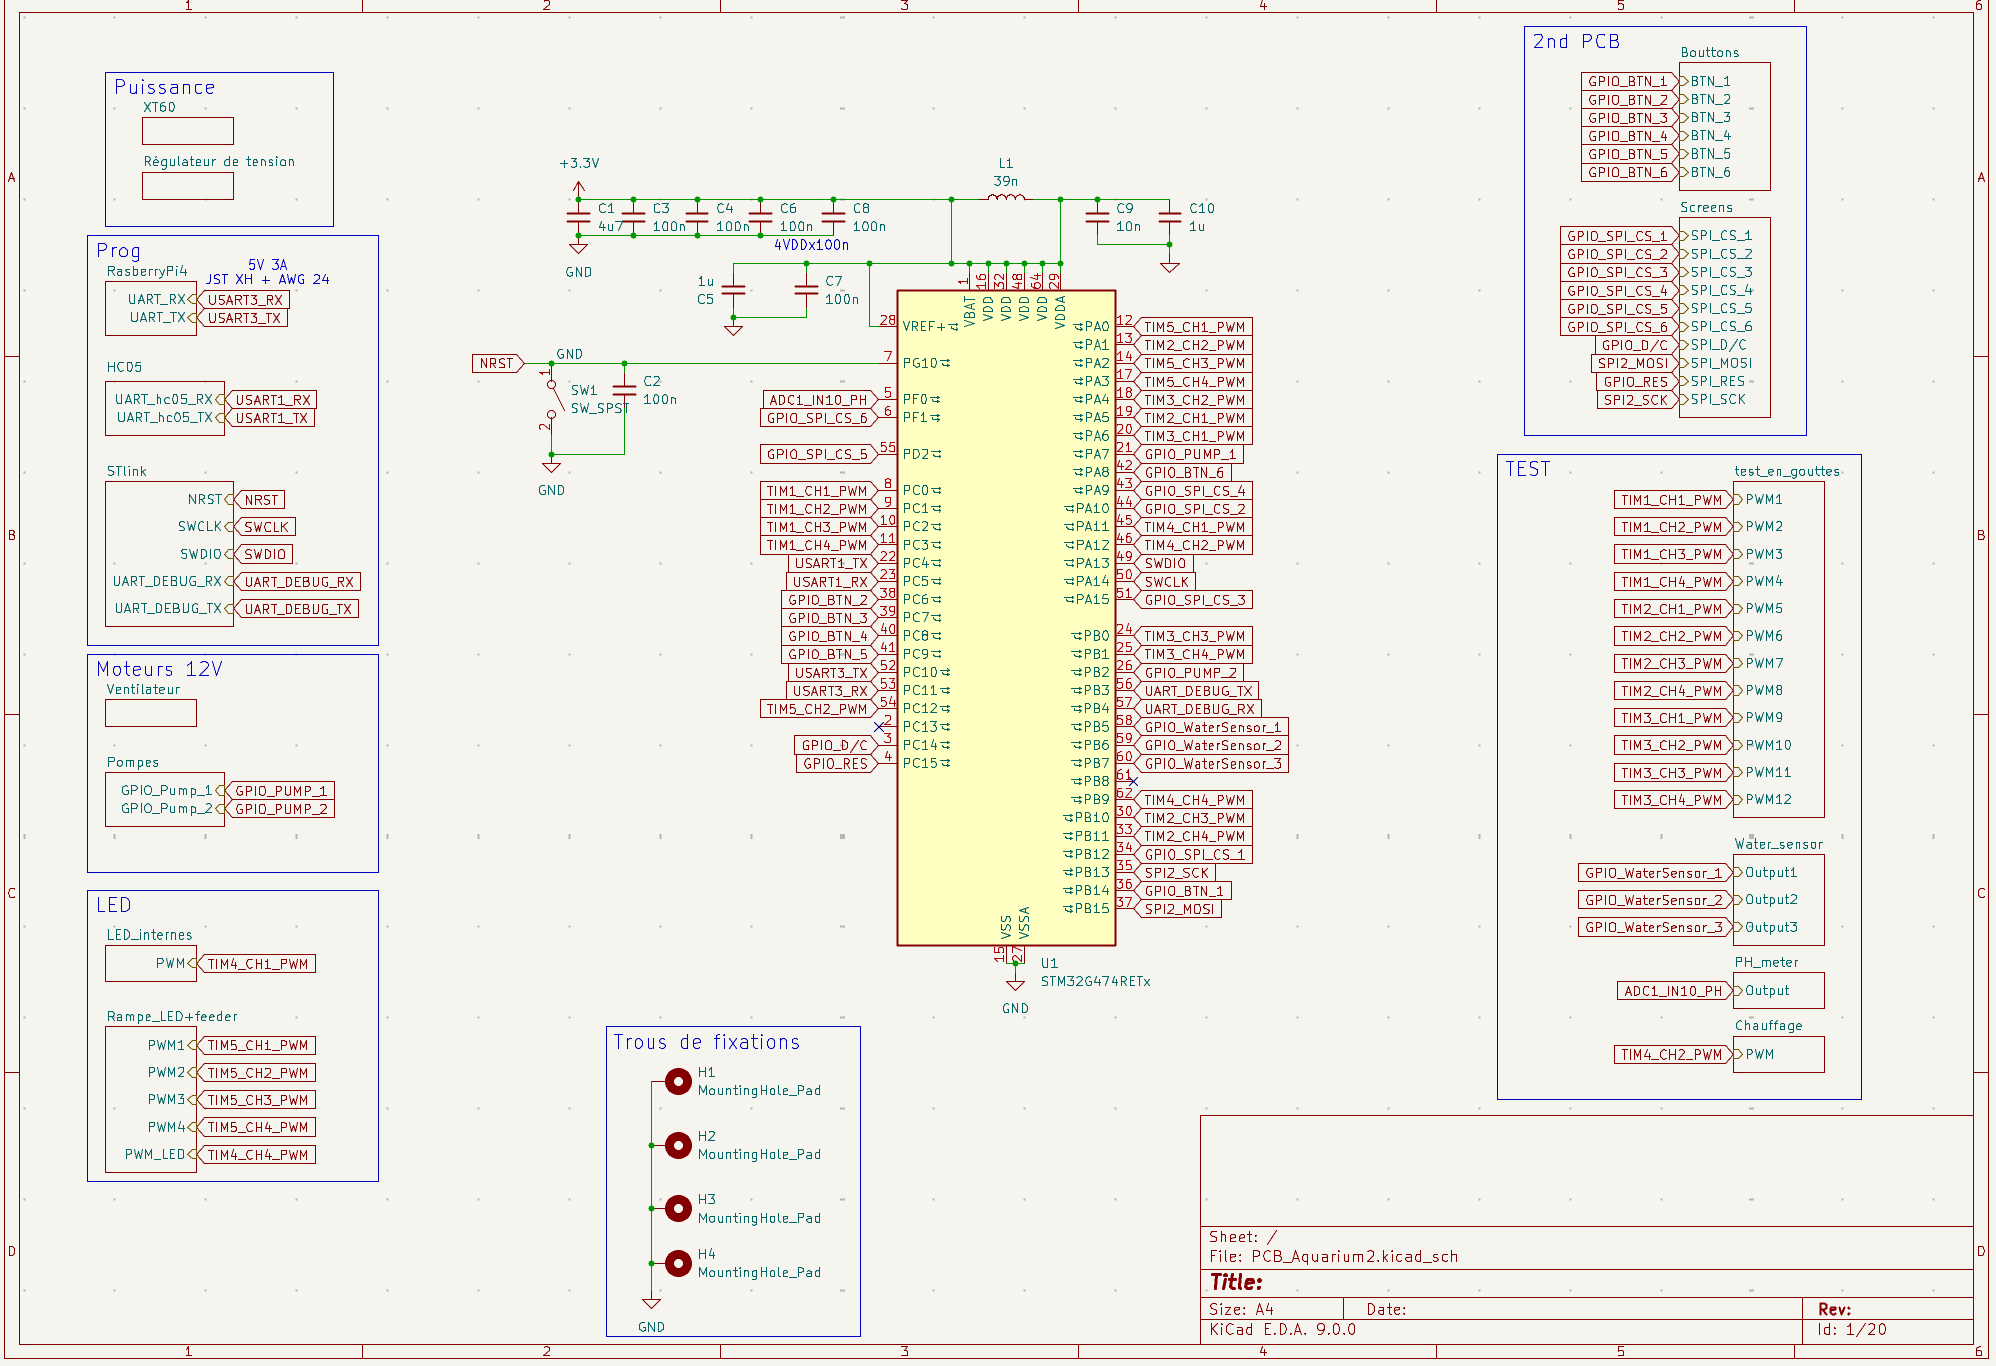 1 2 3 4 5 6
A
B
C
D
Puissance
XT60
Régulateur de tension
Prog
RasberryPi4
5V 3A
JST XH + AWG 24
UART_RX USART3_RX
UART_TX USART3_TX
HC05
UART_hc05_RX USART1_RX
UART_hc05_TX USART1_TX
STlink
NRST NRST
SWCLK SWCLK
SWDIO SWDIO
UART_DEBUG_RX UART_DEBUG_RX
UART_DEBUG_TX UART_DEBUG_TX
Moteurs 12V
Ventilateur
Pompes
GPIO_Pump_1 GPIO_PUMP_1
GPIO_Pump_2 GPIO_PUMP_2
LED
LED_internes
PWM TIM4_CH1_PWM
Rampe_LED+feeder
PWM1 TIM5_CH1_PWM
PWM2 TIM5_CH2_PWM
PWM3 TIM5_CH3_PWM
PWM4 TIM5_CH4_PWM
PWM_LED TIM4_CH4_PWM
+3.3V
C1
4u7
C3
100n
C4
100n
C6
100n
C8
100n
4VDDx100n
GND
L1
39n
C9
10n
C10
1u
1u
C5
C7
100n
NRST
GND
1
SW1
SW_SPST
2
C2
100n
GND
1 VBAT
16 VDD
32 VDD
48 VDD
64 VDD
29 VDDA
28 VREF+
7 PG10
ADC1_IN10_PH 5 PF0
GPIO_SPI_CS_6 6 PF1
GPIO_SPI_CS_5 55 PD2
TIM1_CH1_PWM 8 PC0
TIM1_CH2_PWM 9 PC1
TIM1_CH3_PWM 10 PC2
TIM1_CH4_PWM 11 PC3
USART1_TX 22 PC4
USART1_RX 23 PC5
GPIO_BTN_2 38 PC6
GPIO_BTN_3 39 PC7
GPIO_BTN_4 40 PC8
GPIO_BTN_5 41 PC9
USART3_TX 52 PC10
USART3_RX 53 PC11
TIM5_CH2_PWM 54 PC12
2 PC13
GPIO_D/C 3 PC14
GPIO_RES 4 PC15
PA0 12 TIM5_CH1_PWM
PA1 13 TIM2_CH2_PWM
PA2 14 TIM5_CH3_PWM
PA3 17 TIM5_CH4_PWM
PA4 18 TIM3_CH2_PWM
PA5 19 TIM2_CH1_PWM
PA6 20 TIM3_CH1_PWM
PA7 21 GPIO_PUMP_1
PA8 42 GPIO_BTN_6
PA9 43 GPIO_SPI_CS_4
PA10 44 GPIO_SPI_CS_2
PA11 45 TIM4_CH1_PWM
PA12 46 TIM4_CH2_PWM
PA13 49 SWDIO
PA14 50 SWCLK
PA15 51 GPIO_SPI_CS_3
PB0 24 TIM3_CH3_PWM
PB1 25 TIM3_CH4_PWM
PB2 26 GPIO_PUMP_2
PB3 56 UART_DEBUG_TX
PB4 57 UART_DEBUG_RX
PB5 58 GPIO_WaterSensor_1
PB6 59 GPIO_WaterSensor_2
PB7 60 GPIO_WaterSensor_3
PB8 61
PB9 62 TIM4_CH4_PWM
PB10 30 TIM2_CH3_PWM
PB11 33 TIM2_CH4_PWM
PB12 34 GPIO_SPI_CS_1
PB13 35 SPI2_SCK
PB14 36 GPIO_BTN_1
PB15 37 SPI2_MOSI
VSS 15
VSSA 27
U1
STM32G474RETx
GND
Trous de fixations
H1
MountingHole_Pad
H2
MountingHole_Pad
H3
MountingHole_Pad
H4
MountingHole_Pad
GND
2nd PCB
Bouttons
GPIO_BTN_1 BTN_1
GPIO_BTN_2 BTN_2
GPIO_BTN_3 BTN_3
GPIO_BTN_4 BTN_4
GPIO_BTN_5 BTN_5
GPIO_BTN_6 BTN_6
Screens
GPIO_SPI_CS_1 SPI_CS_1
GPIO_SPI_CS_2 SPI_CS_2
GPIO_SPI_CS_3 SPI_CS_3
GPIO_SPI_CS_4 SPI_CS_4
GPIO_SPI_CS_5 SPI_CS_5
GPIO_SPI_CS_6 SPI_CS_6
GPIO_D/C SPI_D/C
SPI2_MOSI SPI_MOSI
GPIO_RES SPI_RES
SPI2_SCK SPI_SCK
TEST
test_en_gouttes
TIM1_CH1_PWM PWM1
TIM1_CH2_PWM PWM2
TIM1_CH3_PWM PWM3
TIM1_CH4_PWM PWM4
TIM2_CH1_PWM PWM5
TIM2_CH2_PWM PWM6
TIM2_CH3_PWM PWM7
TIM2_CH4_PWM PWM8
TIM3_CH1_PWM PWM9
TIM3_CH2_PWM PWM10
TIM3_CH3_PWM PWM11
TIM3_CH4_PWM PWM12
Water_sensor
GPIO_WaterSensor_1 Output1
GPIO_WaterSensor_2 Output2
GPIO_WaterSensor_3 Output3
PH_meter
ADC1_IN10_PH Output
Chauffage
TIM4_CH2_PWM PWM
Sheet: /
File: PCB_Aquarium2.kicad_sch
Title:
Size: A4 Date: Rev:
KiCad E.D.A. 9.0.0 Id: 1/20
A
B
C
D
1 2 3 4 5 6